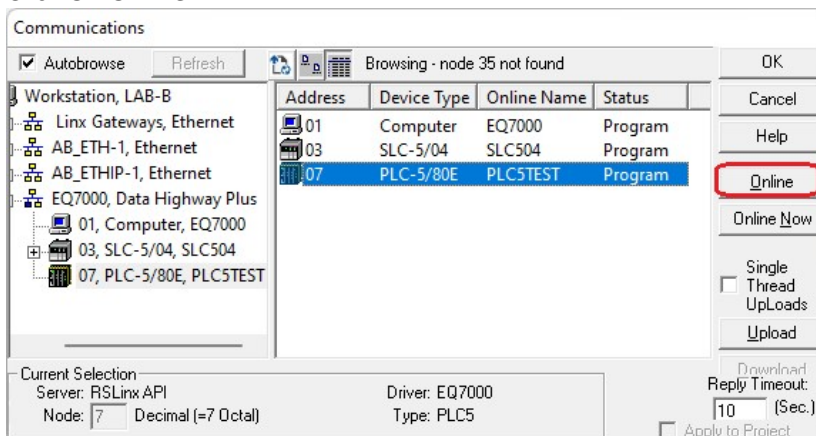 Communications
Autobrowse Refresh Browsing - node 35 not found OK
Workstation, LAB-B
Linx Gateways, Ethernet
AB_ETH-1, Ethernet
AB_ETHIP-1, Ethernet
EQ7000, Data Highway Plus
01, Computer, EQ7000
03, SLC-5/04, SLC504
07, PLC-5/80E, PLC5TEST
Address Device Type Online Name Status
01 Computer EQ7000 Program
03 SLC-5/04 SLC504 Program
07 PLC-5/80E PLC5TEST Program
Cancel
Help
Online
Online Now
Single
Thread
UpLoads
Upload
Download
Current Selection
Server: RSLinx API Driver: EQ7000
Node: 7 Decimal (=7 Octal) Type: PLC5
Reply Timeout:
10 (Sec.)
Apply to Project